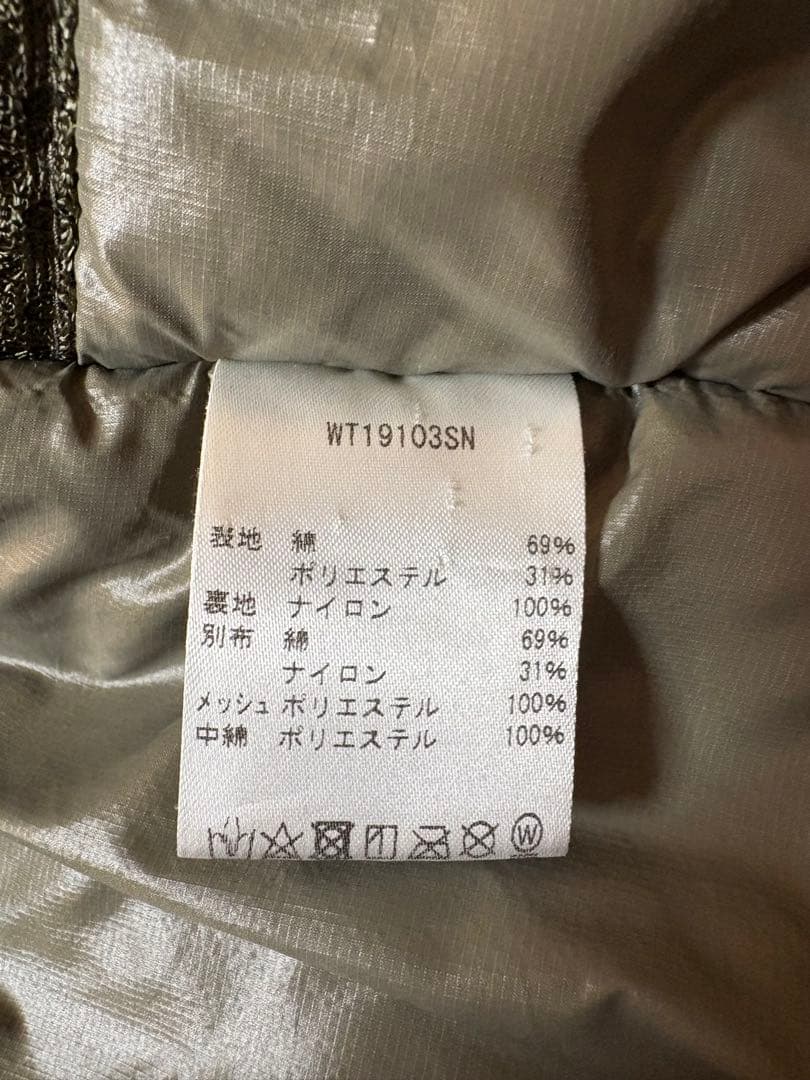 WT19103SN
表地 綿 69%
ポリエステル 31%
裏地 ナイロン 100%
別布 綿 69%
ナイロン 31%
メッシュ ポリエステル 100%
中綿 ポリエステル 100%
W